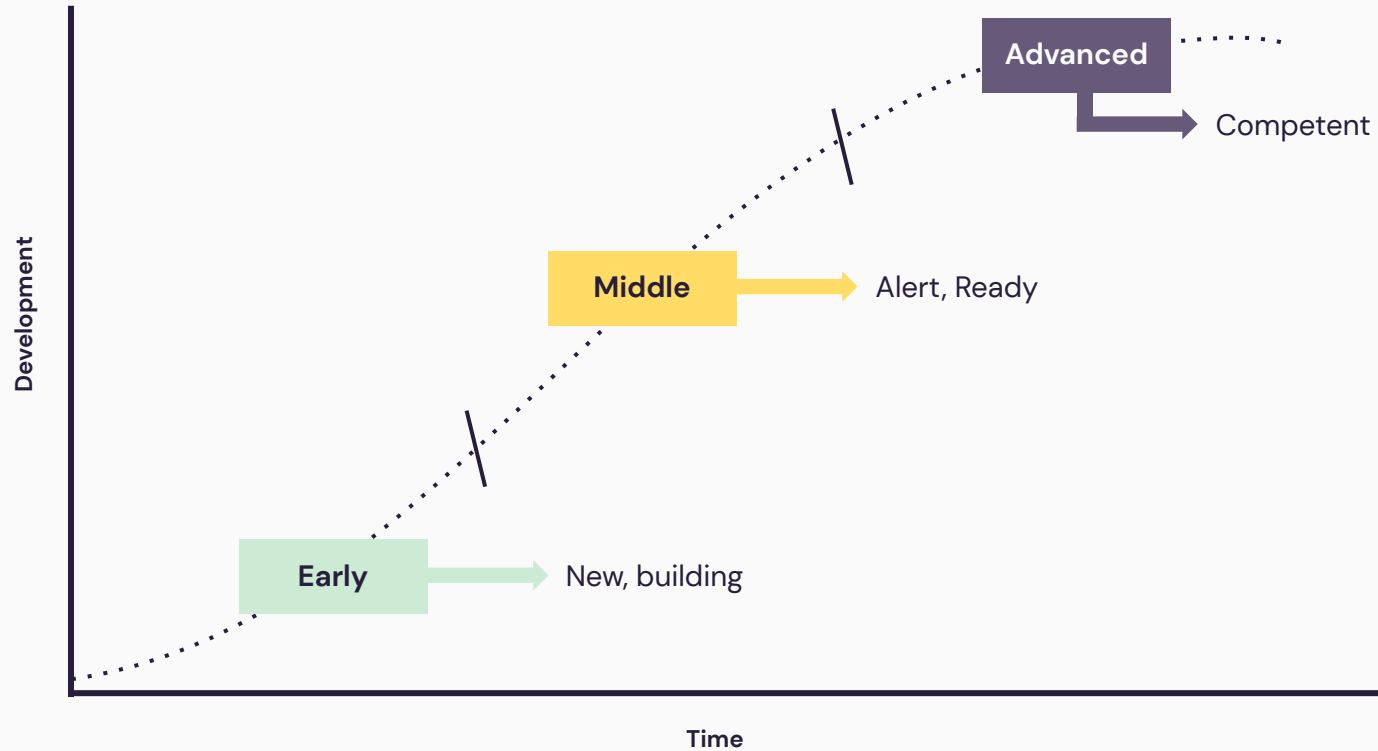 Advanced
Competent
Middle
Alert, Ready
Development
Early
New, building
Time